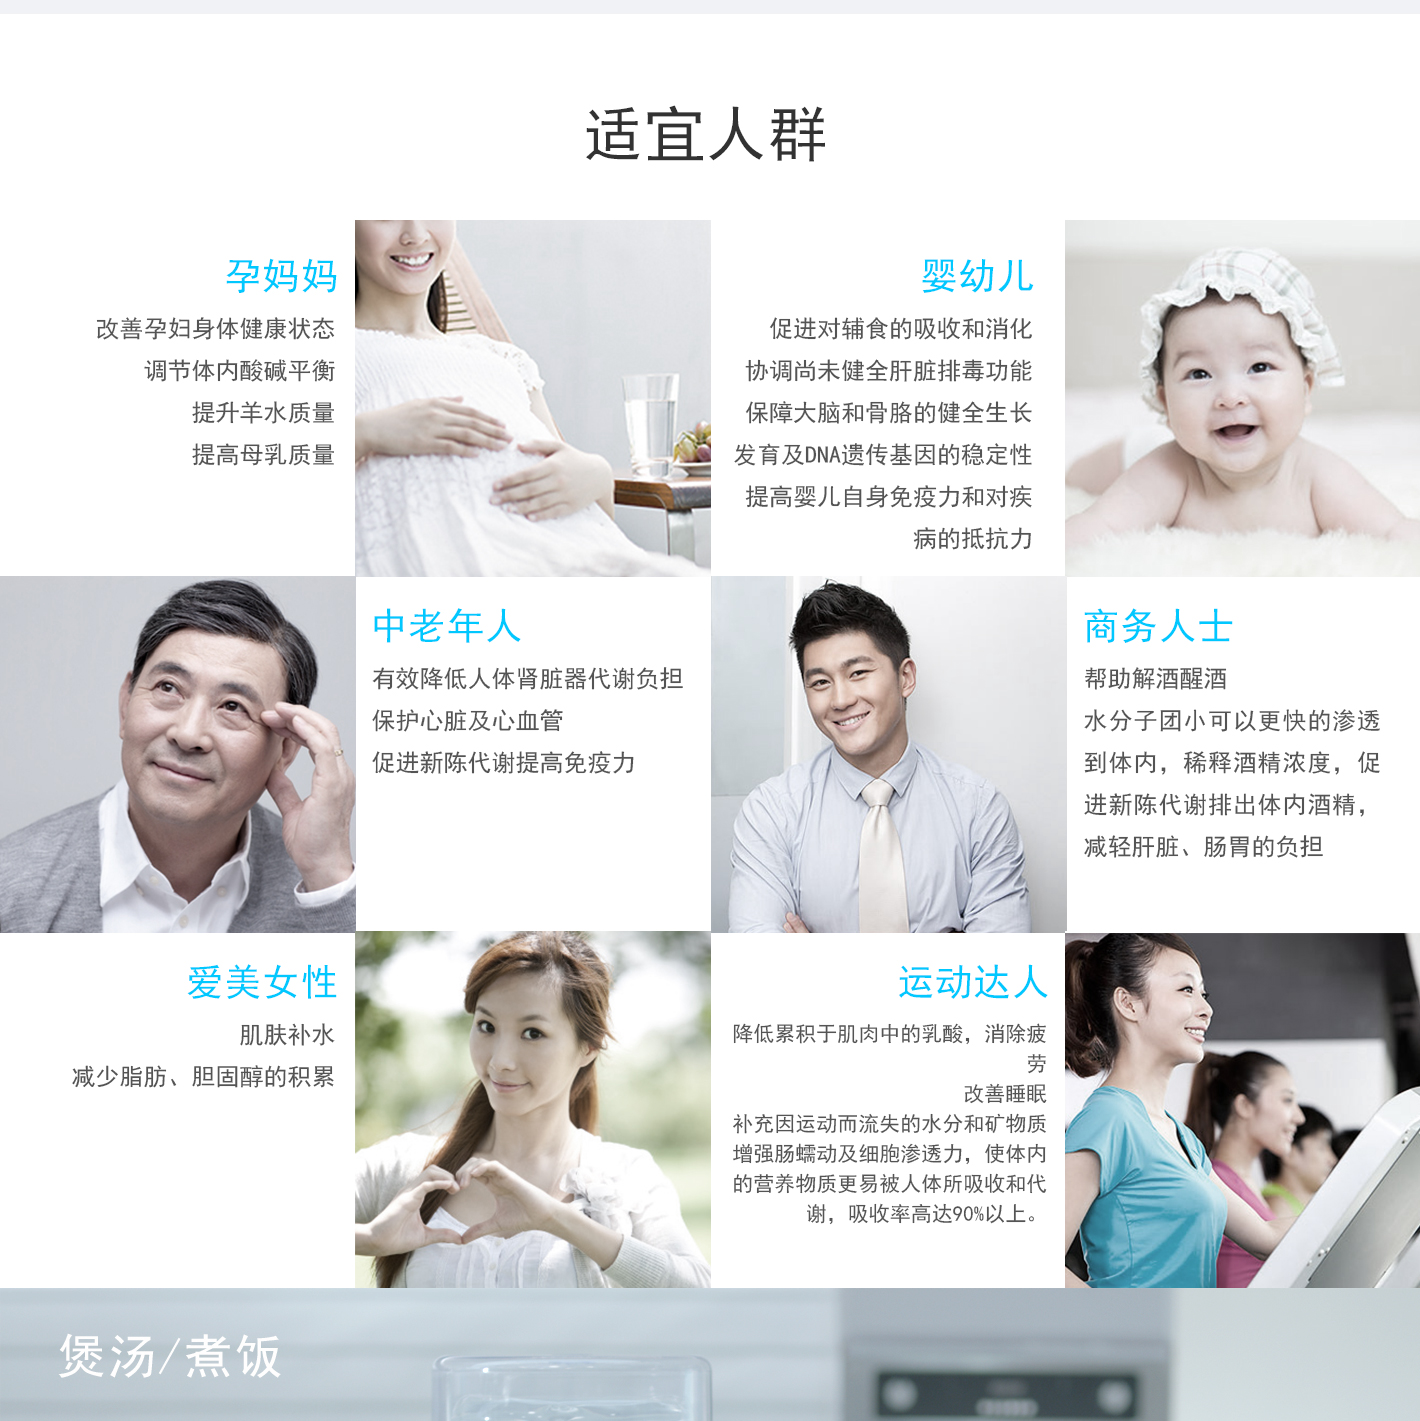 适宜人群
孕妈妈
改善孕妇身体健康状态
调节体内酸碱平衡
提升羊水质量
提高母乳质量
婴幼儿
促进对辅食的吸收和消化
协调尚未健全肝脏排毒功能
保障大脑和骨胳的健全生长
发育及DNA遗传基因的稳定性
提高婴儿自身免疫力和对疾
病的抵抗力
中老年人
有效降低人体肾脏器代谢负担
保护心脏及心血管
促进新陈代谢提高免疫力
商务人士
帮助解酒醒酒
水分子团小可以更快的渗透
到体内，稀释酒精浓度，促
进新陈代谢排出体内酒精，
减轻肝脏、肠胃的负担
爱美女性
肌肤补水
减少脂肪、胆固醇的积累
运动达人
降低累积于肌肉中的乳酸，消除疲
劳
改善睡眠
补充因运动而流失的水分和矿物质
增强肠蠕动及细胞渗透力，使体内
的营养物质更易被人体所吸收和代
谢，吸收率高达90%以上。
煲汤/煮饭